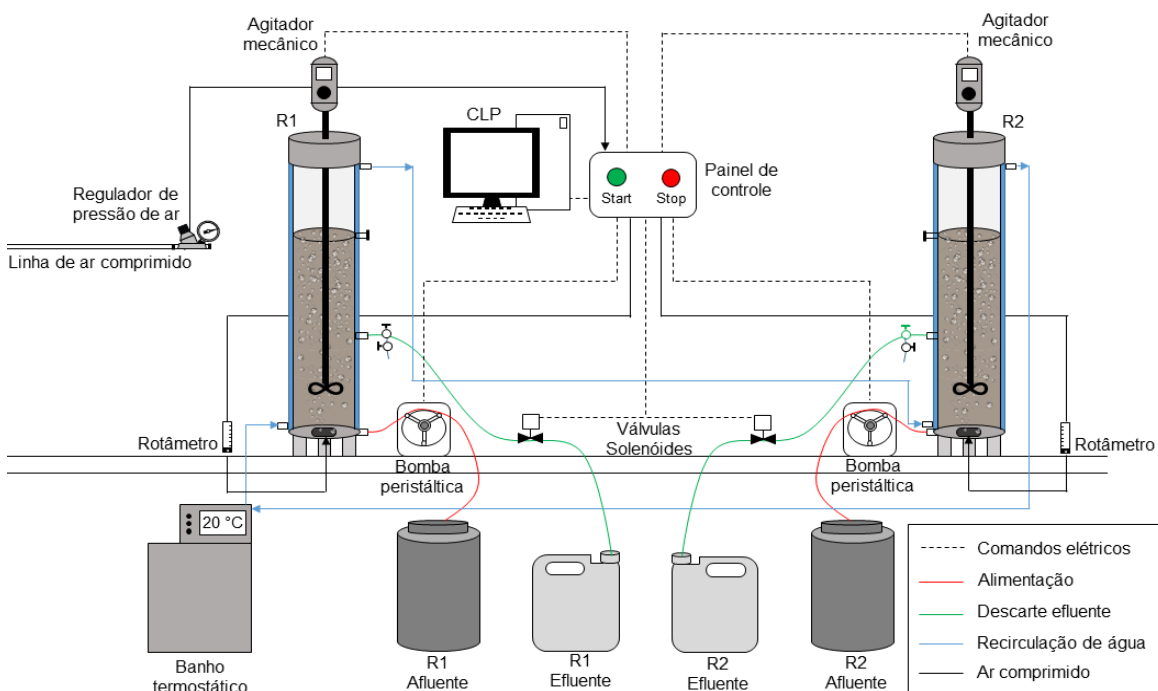 Agitador
mecânico
Agitador
mecânico
R1
CLP
R2
Painel de
controle
Start
Stop
Regulador de
pressão de ar
Linha de ar comprimido
Rotâmetro
Bomba
peristáltica
Válvulas
Solenóides
Bomba
peristáltica
Rotâmetro
20 °C
Banho
termostático
R1
Afluente
R1
Efluente
R2
Efluente
R2
Afluente
Comandos elétricos
Alimentação
Descarte efluente
Recirculação de água
Ar comprimido